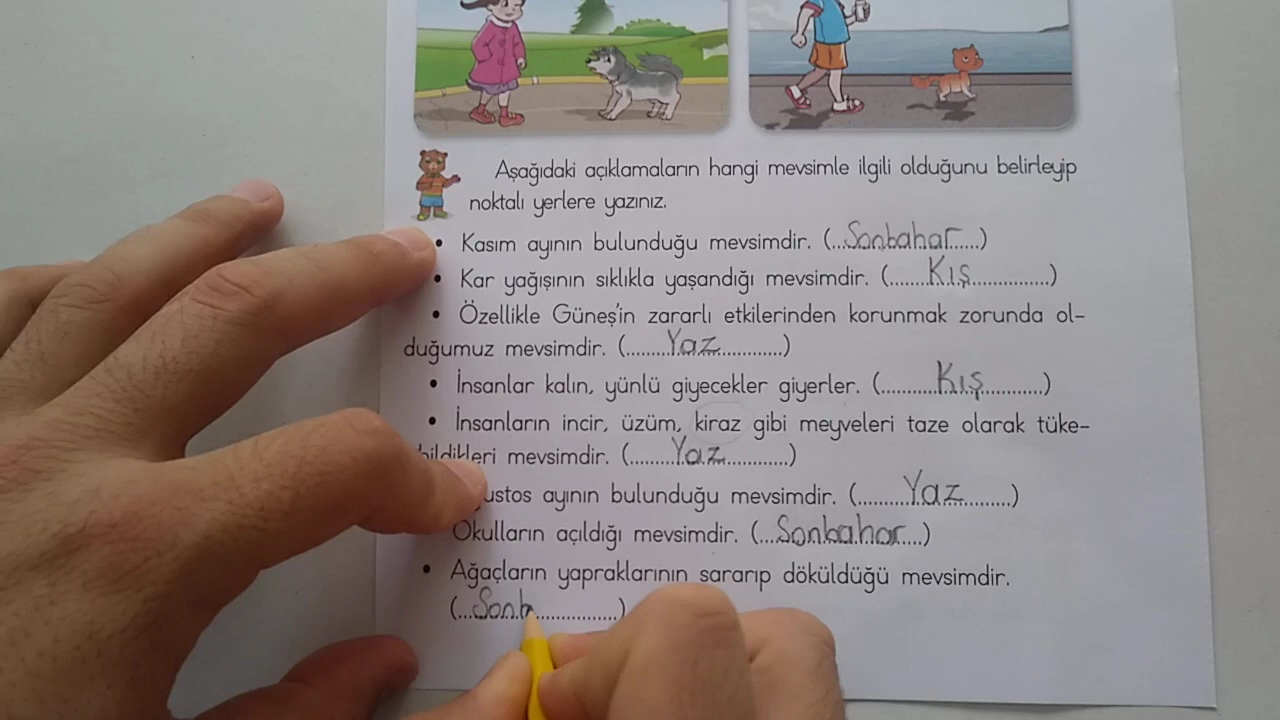 Aşağıdaki açıklamaların hangi mevsimle ilgili olduğunu belirleyip
noktalı yerlere yazınız.
• Kasım ayının bulunduğu mevsimdir. (...Sonbahar.....)
• Kar yağışının sıklıkla yaşandığı mevsimdir. (.......Kış...............)
• Özellikle Güneş'in zararlı etkilerinden korunmak zorunda ol-
duğumuz mevsimdir. (........Yaz.............)
• İnsanlar kalın, yünlü giyecekler giyerler. (..........Kış............)
• İnsanların incir, üzüm, kiraz gibi meyveleri taze olarak tüke-
bildikleri mevsimdir. (.........Yaz.............)
ustos ayının bulunduğu mevsimdir. (.........Yaz..........)
Okulların açıldığı mevsimdir. (....Sonbahar....)
• Ağaçların yapraklarının sararıp döküldüğü mevsimdir.
(...Sonb................)